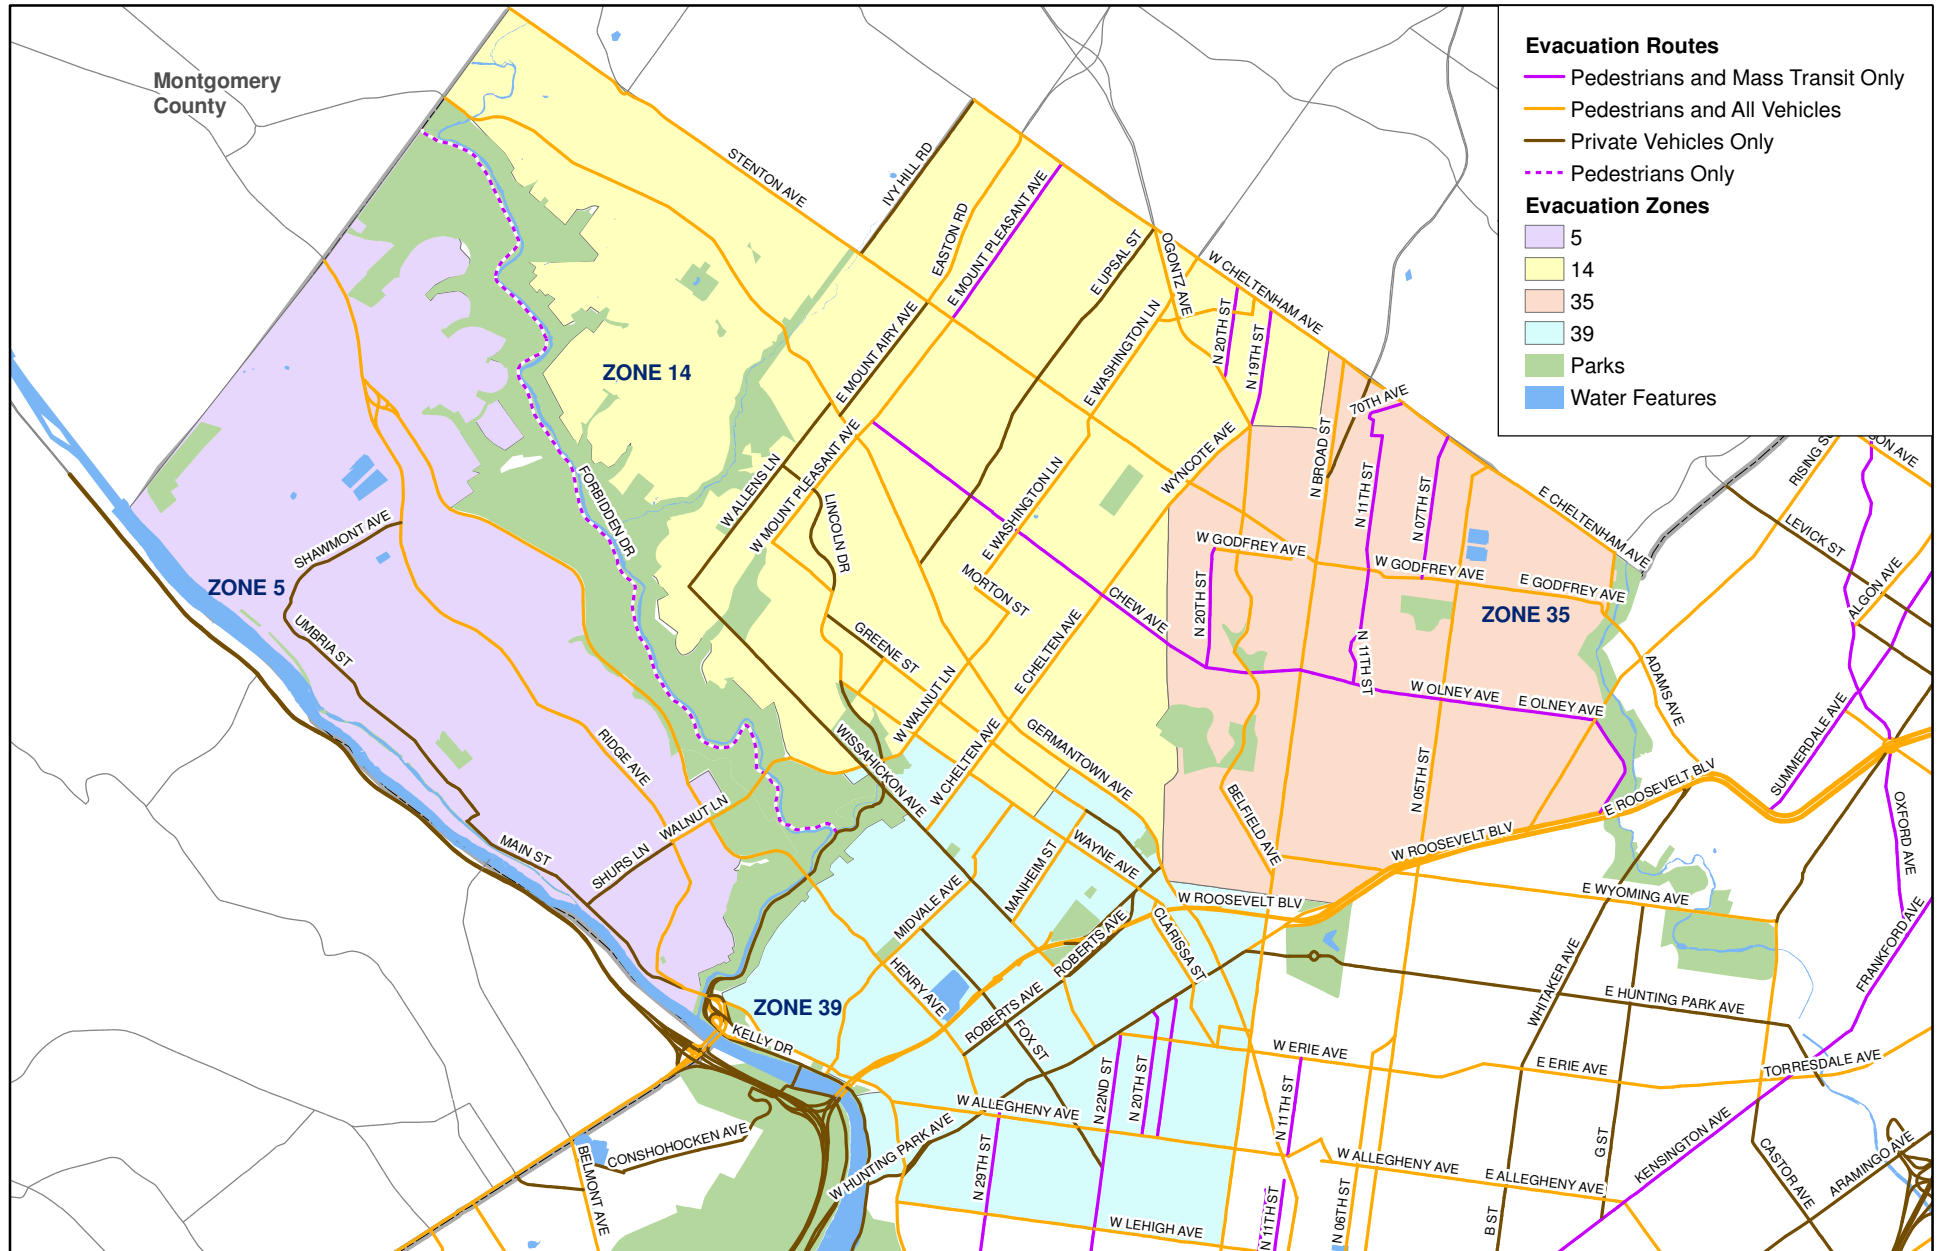 Montgomery
County
Evacuation Routes
Pedestrians and Mass Transit Only
Pedestrians and All Vehicles
Private Vehicles Only
Pedestrians Only
Evacuation Zones
5
14
35
39
Parks
Water Features
STENTON AVE
IVY HILL RD
EASTON RD
E MOUNT PLEASANT AVE
E UPSAL ST
OGONTZ AVE
W CHELTENHAM AVE
N 20TH ST
N 19TH ST
E WASHINGTON LN
E MOUNT AIRY AVE
ZONE 14
70TH AVE
N BROAD ST
WYNCOTE AVE
W ALLENS LN
W MOUNT PLEASANT AVE
LINCOLN DR
E WASHINGTON LN
N 11TH ST
N 07TH ST
E CHELTENHAM AVE
RISING
LEVICK ST
ALGON AVE
FORBIDDEN DR
SHAWMONT AVE
ZONE 5
UMBRIA ST
W GODFREY AVE
W GODFREY AVE
E GODFREY AVE
ZONE 35
MORTON ST
CHEW AVE
N 20TH ST
N 11TH ST
GREENE ST
E CHELTEN AVE
W WALNUT LN
W OLNEY AVE
E OLNEY AVE
ADAMS AVE
SUMMERDALE AVE
RIDGE AVE
WISSAHICKON AVE
W CHELTEN AVE
GERMANTOWN AVE
BELFIELD AVE
N 05TH ST
E ROOSEVELT BLV
W ROOSEVELT BLV
OXFORD AVE
WALNUT LN
SHURS LN
MAIN ST
WAYNE AVE
MANHEIM ST
MIDVALE AVE
W ROOSEVELT BLV
E WYOMING AVE
CLARISSA ST
ROBERTS AVE
HENRY AVE
ROBERTS AVE
FOX ST
ZONE 39
KELLY DR
WHITAKER AVE
E HUNTING PARK AVE
FRANKFORD AVE
W ERIE AVE
E ERIE AVE
TORRESDALE AVE
W ALLEGHENY AVE
N 22ND ST
N 20TH ST
N 11TH ST
W HUNTING PARK AVE
N 29TH ST
CONSHOHOCKEN AVE
BELMONT AVE
W LEHIGH AVE
N 11TH ST
N 06TH ST
W ALLEGHENY AVE
E ALLEGHENY AVE
B ST
G ST
KENSINGTON AVE
CASTOR AVE
ARAMINGO AVE